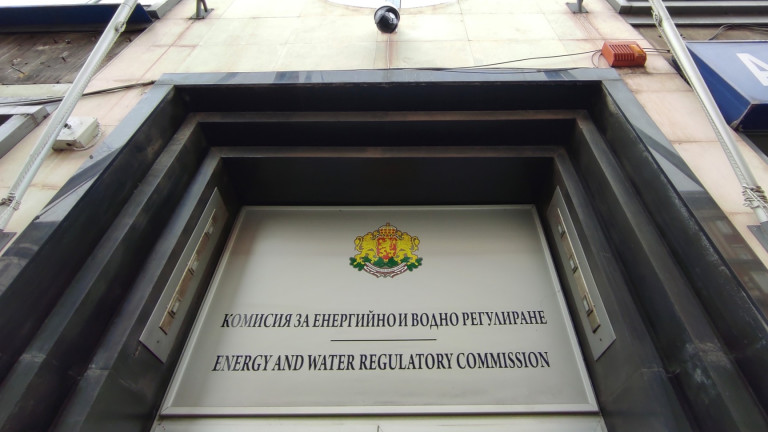 КОМИСИЯ ЗА ЕНЕРГИЙНО И ВОДНО РЕГУЛИРАНЕ
ENERGY AND WATER REGULATORY COMMISSION